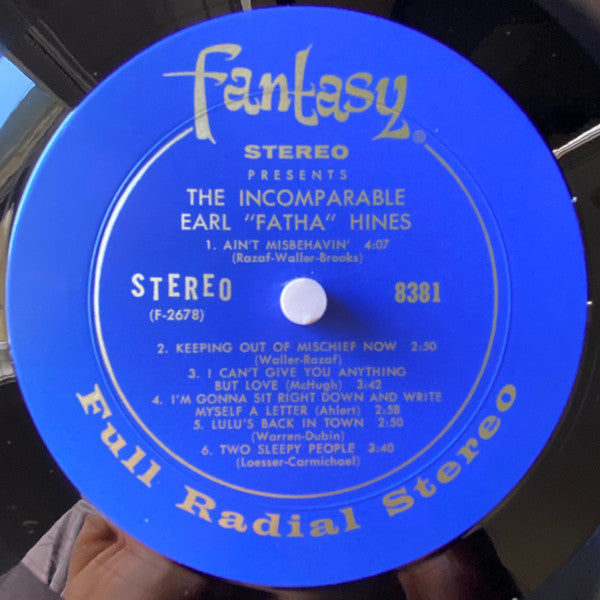 fantasy®
STEREO
PRESENTS
THE INCOMPARABLE
EARL "FATHA" HINES
1. AIN'T MISBEHAVIN' 4:07
(Razaf-Waller-Brooks)
STEREO
8381
(F-2678)
2. KEEPING OUT OF MISCHIEF NOW 2:50
(Waller-Razaf)
3. I CAN'T GIVE YOU ANYTHING
BUT LOVE (McHugh) 3:42
4. I'M GONNA SIT RIGHT DOWN AND WRITE
MYSELF A LETTER (Ahlert) 2:58
5. LULU'S BACK IN TOWN 2:50
(Warren-Dubin)
6. TWO SLEEPY PEOPLE 3:40
(Loesser-Carmichael)
Full Radial Stereo